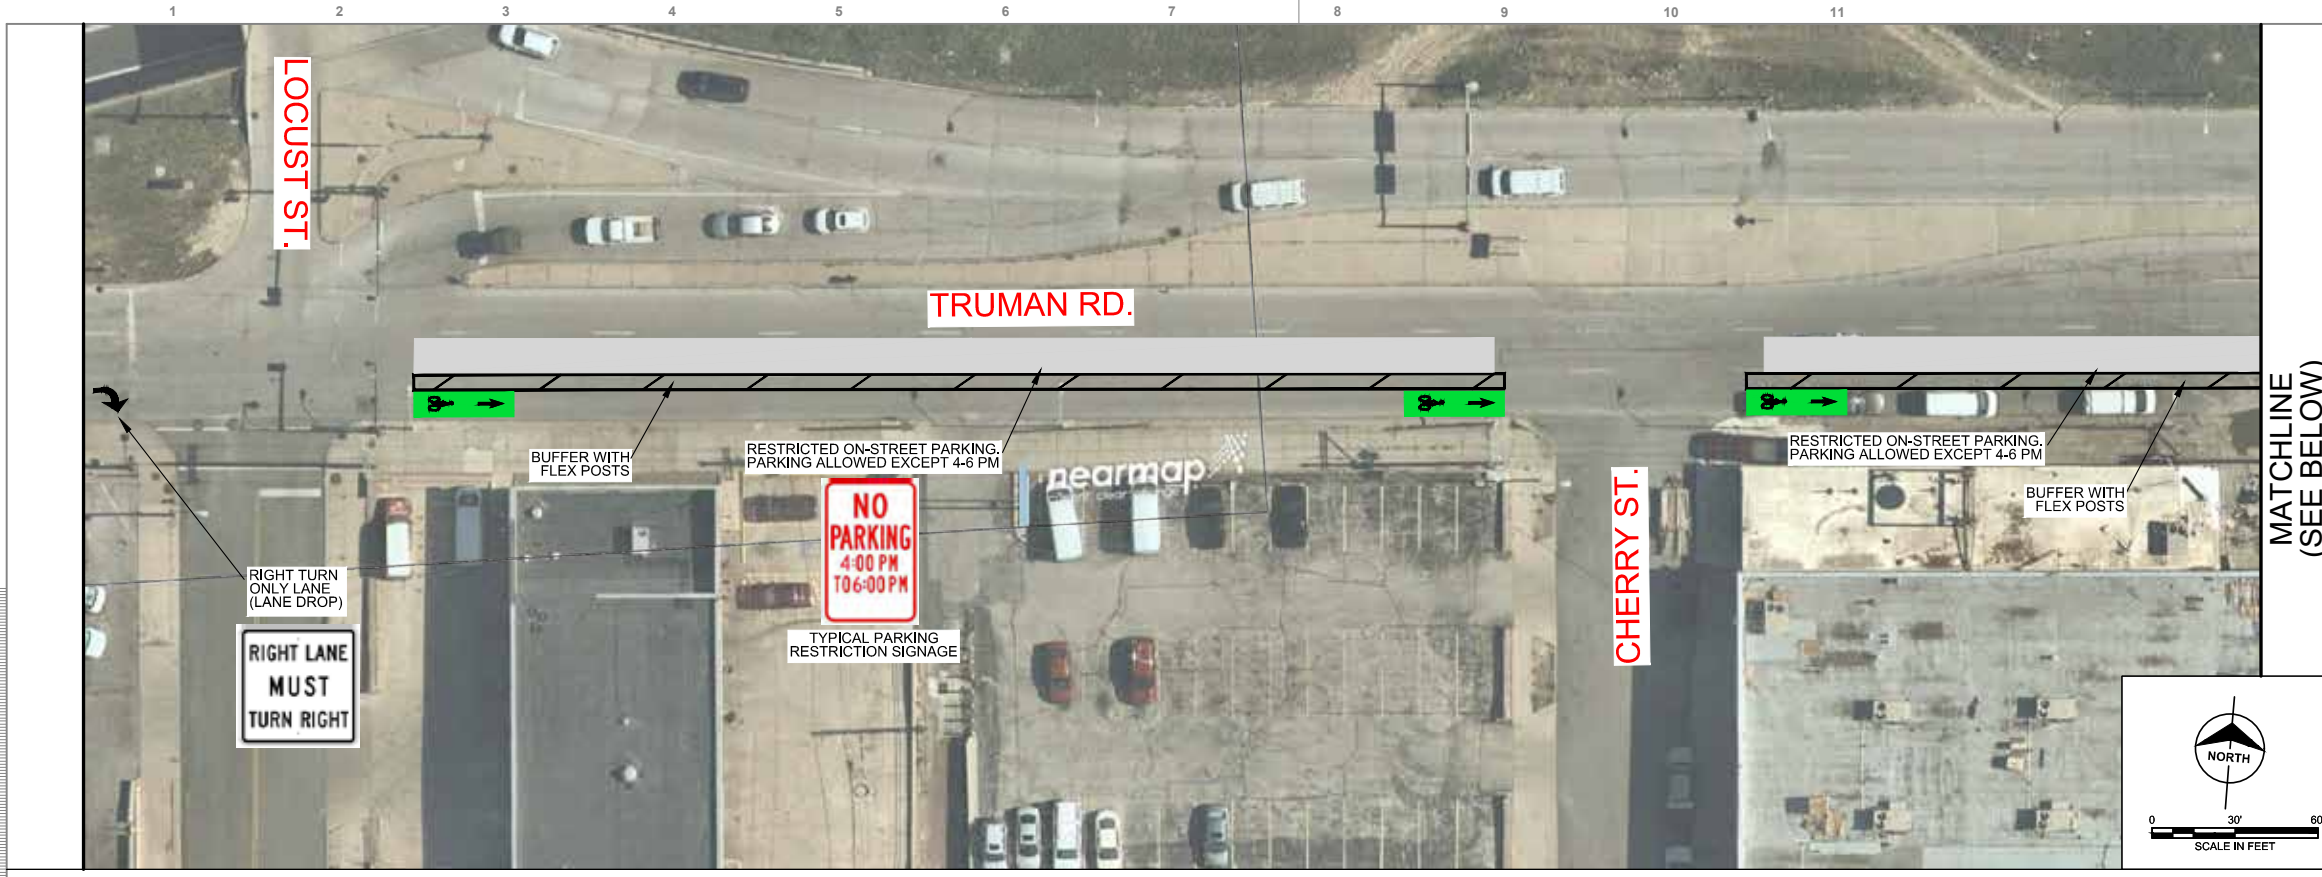 1 2 3 4 5 6 7 8 9 10 11
LOCUST ST.
TRUMAN RD.
BUFFER WITH
FLEX POSTS
RESTRICTED ON-STREET PARKING.
PARKING ALLOWED EXCEPT 4-6 PM
nearmap
NO
PARKING
4:00 PM
TO 6:00 PM
TYPICAL PARKING
RESTRICTION SIGNAGE
RIGHT TURN
ONLY LANE
(LANE DROP)
RIGHT LANE
MUST
TURN RIGHT
CHERRY ST.
RESTRICTED ON-STREET PARKING.
PARKING ALLOWED EXCEPT 4-6 PM
BUFFER WITH
FLEX POSTS
MATCHLINE
(SEE BELOW)
NORTH
0 30' 60
SCALE IN FEET